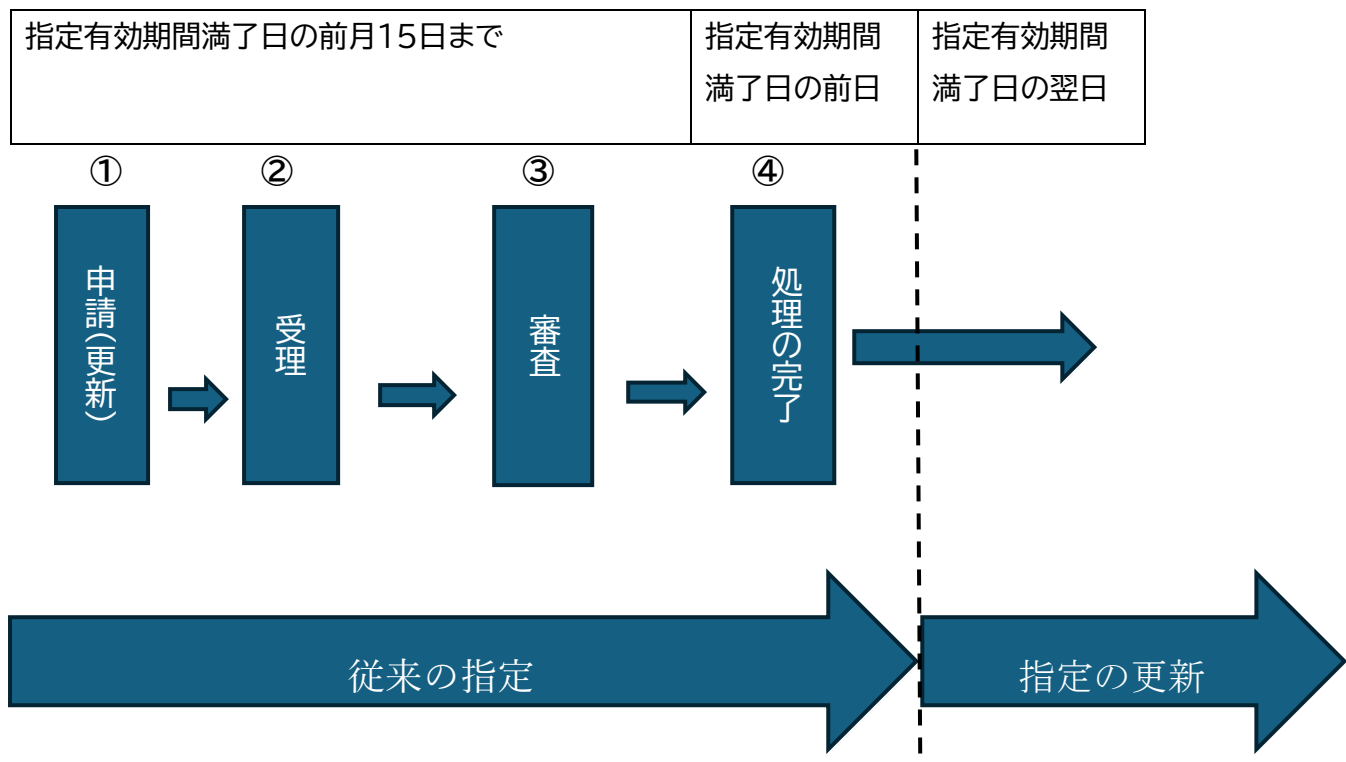 指定有効期間満了日の前月15日まで
指定有効期間
満了日の前日
指定有効期間
満了日の翌日
①
②
③
④
申請(更新)
受理
審査
処理の完了
従来の指定
指定の更新